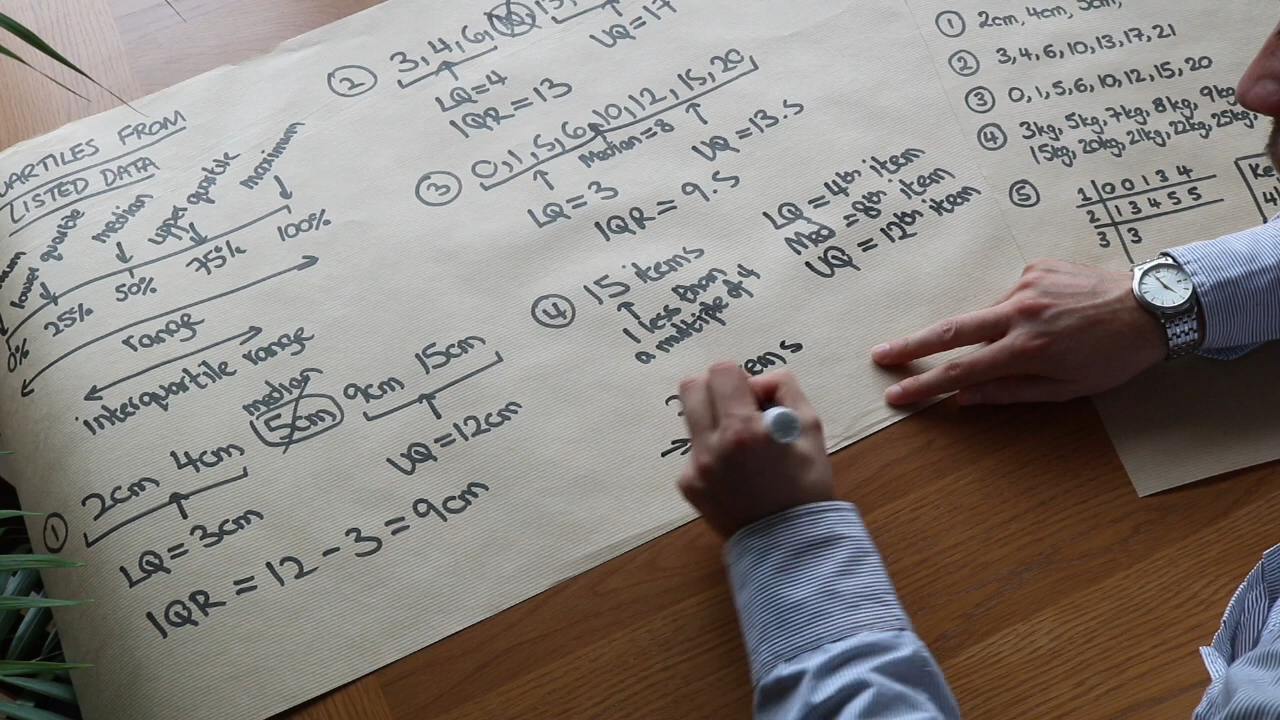 LISTED DATA
lower quartile
median
upper quartile
maximum
0%
25%
50%
75%
100%
range
interquartile range
①
2cm 4cm
median
5cm
9cm 15cm
LQ = 3cm
UQ = 12cm
IQR = 12 - 3 = 9cm
②
3, 4, 6, 10, 13,
LQ = 4
UQ = 17
IQR = 13
③
0, 1, 5, 6, 10, 12, 15, 20
Median = 8
LQ = 3
UQ = 13.5
IQR = 9.5
④
15 items
1 less than
a multiple of 4
LQ = 4th item
Med = 8th item
UQ = 12th item
① 2cm, 4cm, 5cm,
② 3, 4, 6, 10, 13, 17, 21
③ 0, 1, 5, 6, 10, 12, 15, 20
④ 3kg, 5kg, 7kg, 8kg, 9kg,
15kg, 20kg, 21kg, 22kg, 25kg,
⑤
1 | 0 0 1 3 4
2 | 1 3 4 5 5
3 | 3